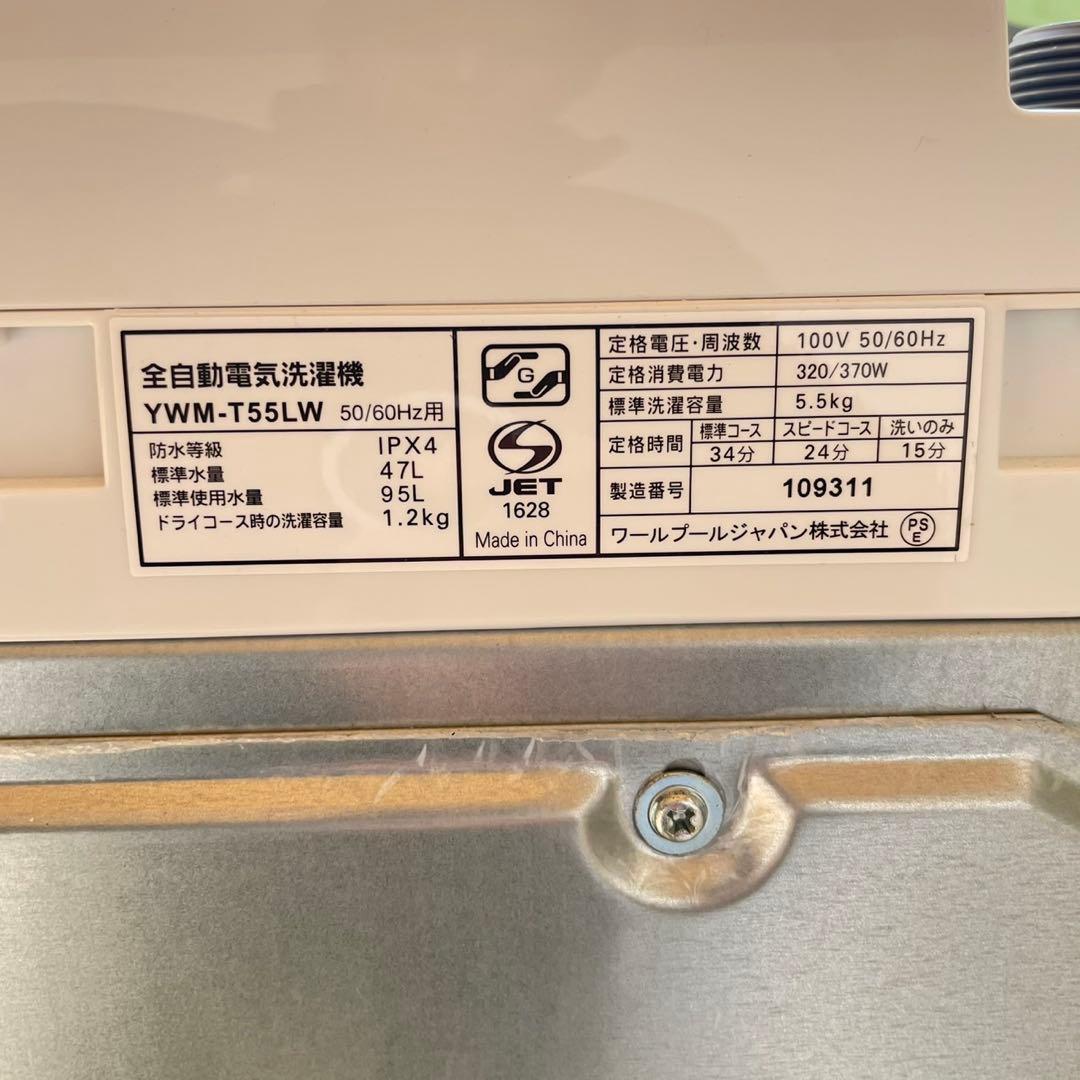 全自動電気洗濯機
YWM-T55LW 50/60Hz用
防水等級 IPX4
標準水量 47L
標準使用水量 95L
ドライコース時の洗濯容量 1.2kg
G
JET
1628
Made in China
定格電圧・周波数 100V 50/60Hz
定格消費電力 320/370W
標準洗濯容量 5.5kg
定格時間 標準コース スピードコース 洗いのみ
34分 24分 15分
製造番号 109311
ワールプールジャパン株式会社 PSE